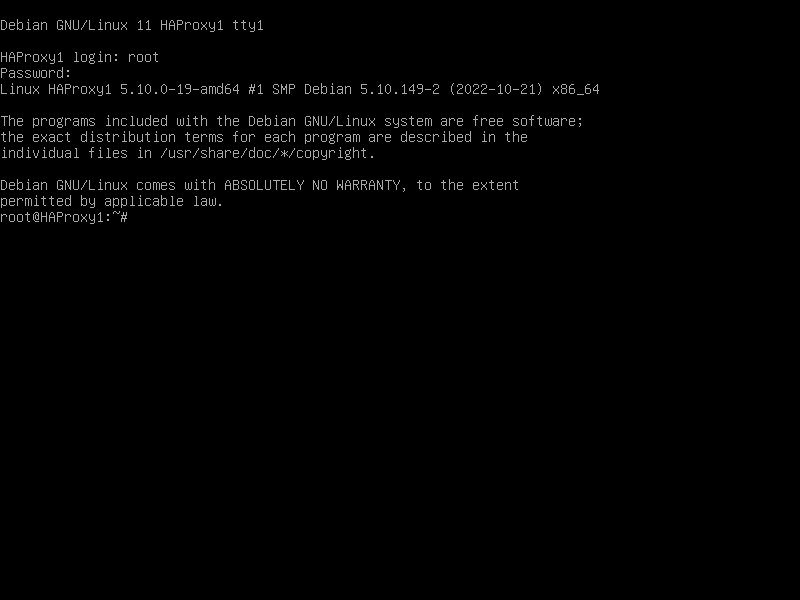 Debian GNU/Linux 11 HAProxy1 tty1
HAProxy1 login: root
Password:
Linux HAProxy1 5.10.0-19-amd64 #1 SMP Debian 5.10.149-2 (2022-10-21) x86_64
The programs included with the Debian GNU/Linux system are free software;
the exact distribution terms for each program are described in the
individual files in /usr/share/doc/*/copyright.
Debian GNU/Linux comes with ABSOLUTELY NO WARRANTY, to the extent
permitted by applicable law.
root@HAProxy1:~#